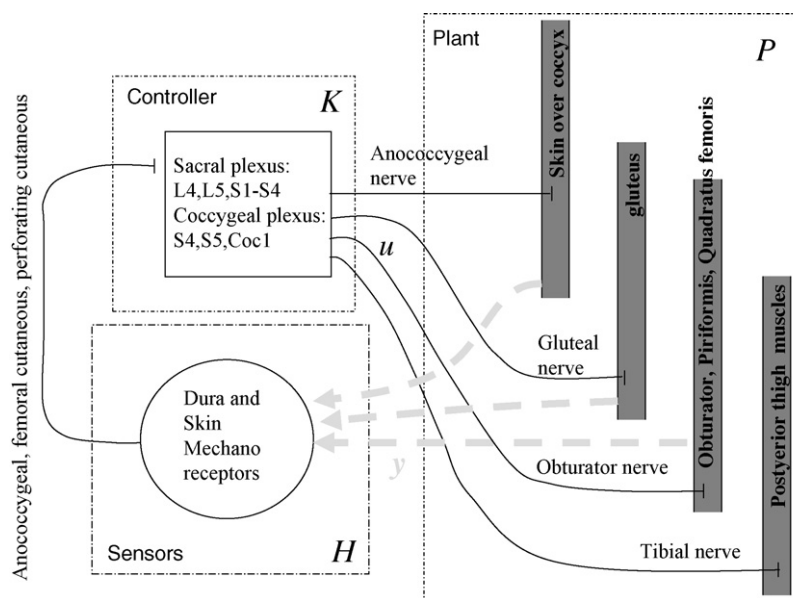 Plant
P
Controller
K
Sacral plexus:
L4,L5,S1-S4
Coccygeal plexus:
S4,S5,Coc1
Anococcygeal
nerve
u
Skin over coccyx
gluteus
Obturator, Piriformis, Quadratus femoris
Postyerior thigh muscles
Gluteal
nerve
Obturator nerve
Tibial nerve
y
Dura and
Skin
Mechano
receptors
Sensors
H
Anococcygeal, femoral cutaneous, perforating cutaneous